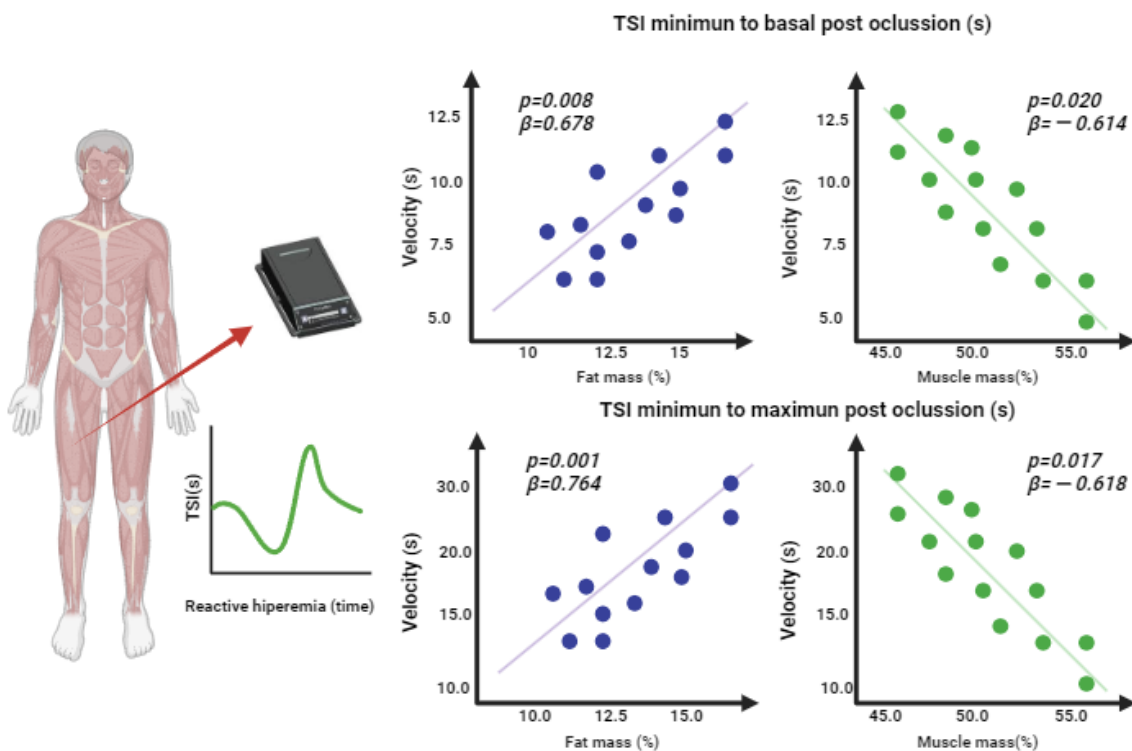 TSI minimun to basal post oclussion (s)
p=0.008
β=0.678
12.5
10.0
7.5
5.0
Velocity (s)
10 12.5 15
Fat mass (%)
p=0.020
β=−0.614
12.5
10.0
7.5
5.0
Velocity (s)
45.0 50.0 55.0
Muscle mass(%)
TSI minimun to maximun post oclussion (s)
TSI(s)
Reactive hiperemia (time)
p=0.001
β=0.764
30.0
20.0
15.0
10.0
Velocity (s)
10.0 12.5 15.0
Fat mass (%)
p=0.017
β=−0.618
30.0
20.0
15.0
10.0
Velocity (s)
45.0 50.0 55.0
Muscle mass(%)